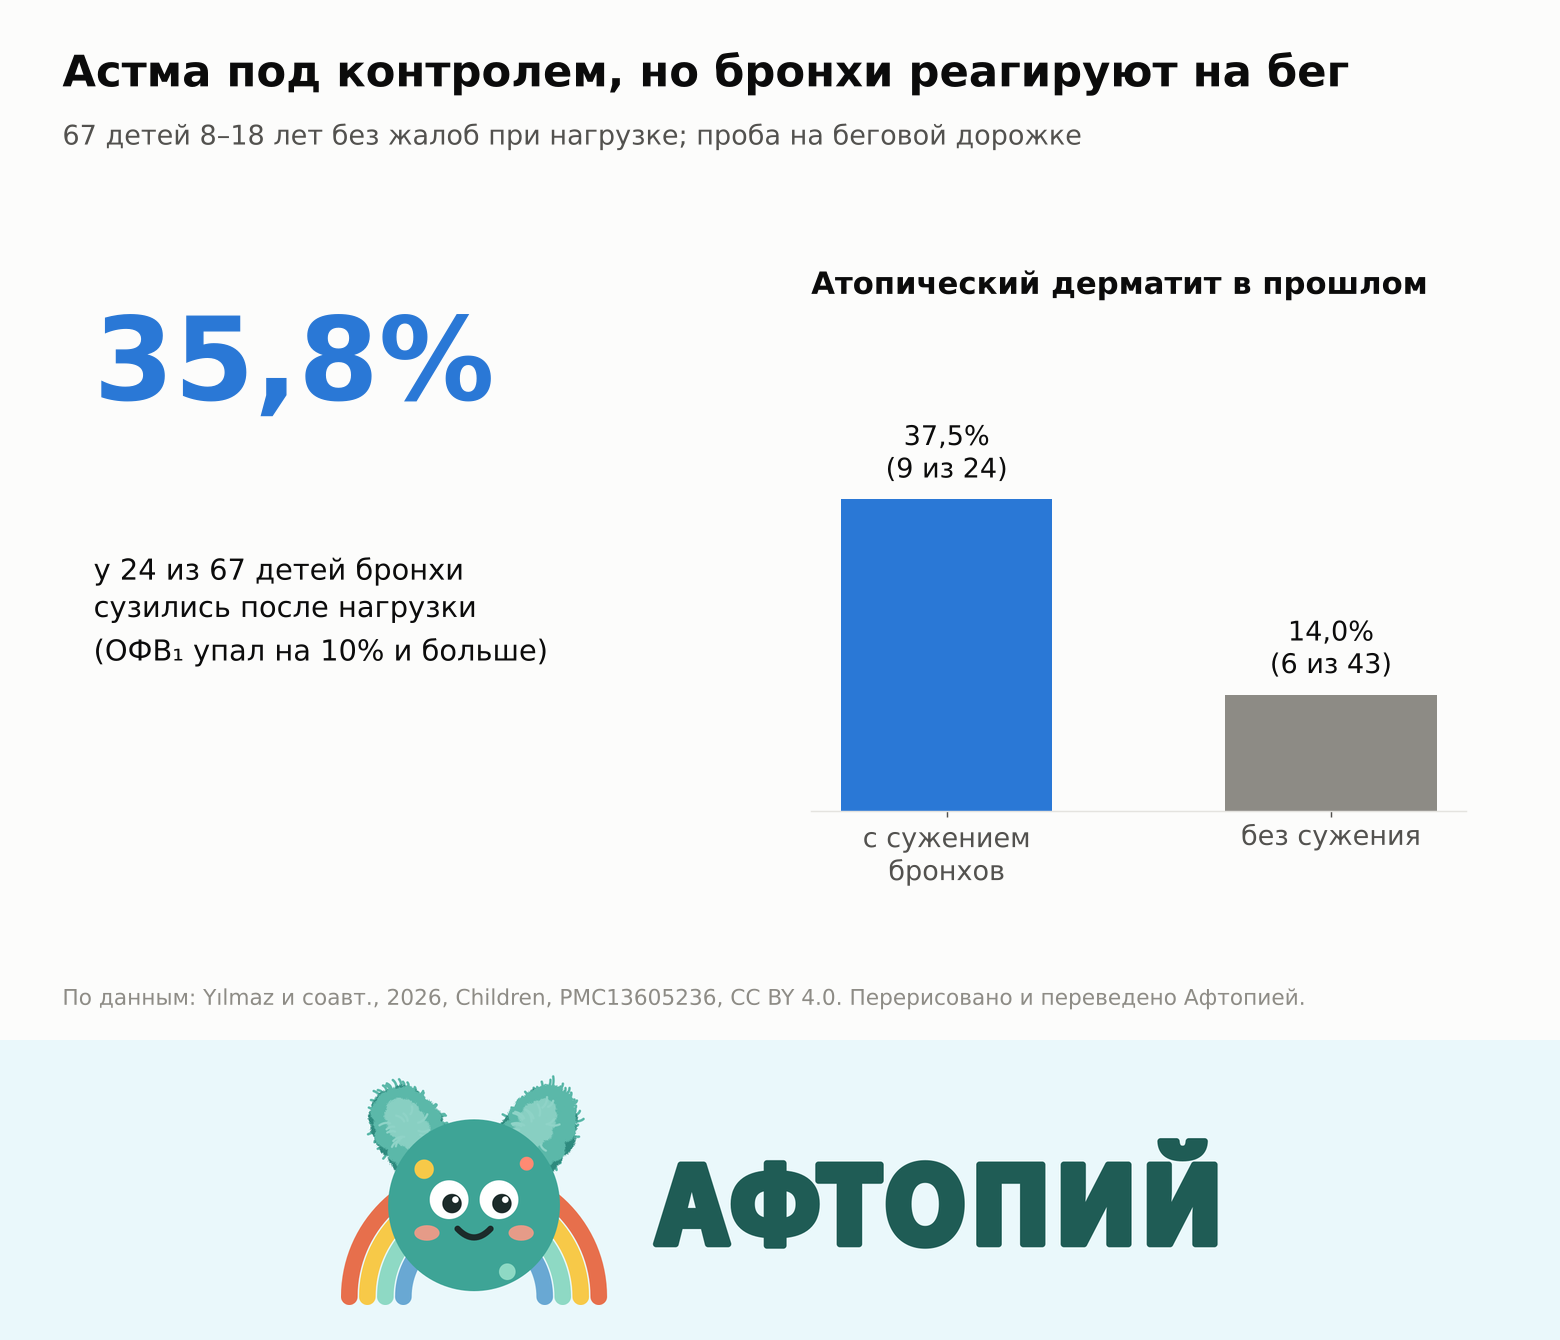 Астма под контролем, но бронхи реагируют на бег
67 детей 8–18 лет без жалоб при нагрузке; проба на беговой дорожке
35,8%
у 24 из 67 детей бронхи
сузились после нагрузки
(ОФВ₁ упал на 10% и больше)
Атопический дерматит в прошлом
37,5%
(9 из 24)
14,0%
(6 из 43)
с сужением
бронхов
без сужения
По данным: Yılmaz и соавт., 2026, Children, PMC13605236, CC BY 4.0. Перерисовано и переведено Афтопией.
АФТОПИЙ